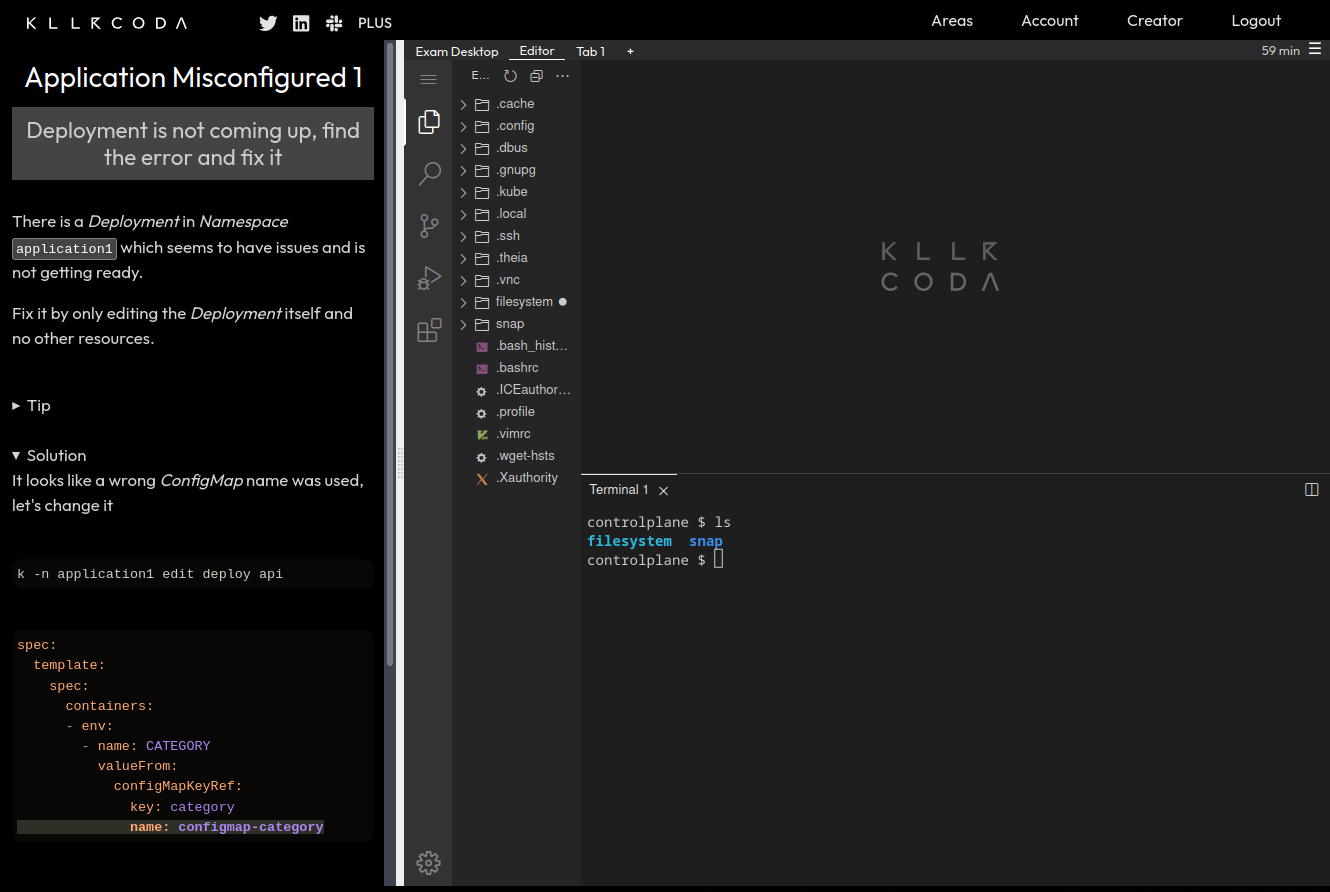 KLLRCODA
PLUS
Areas
Account
Creator
Logout
Application Misconfigured 1
Deployment is not coming up, find
the error and fix it
There is a Deployment in Namespace
application1 which seems to have issues and is
not getting ready.
Fix it by only editing the Deployment itself and
no other resources.
Tip
Solution
It looks like a wrong ConfigMap name was used,
let's change it
k -n application1 edit deploy api
spec:
  template:
    spec:
      containers:
      - env:
        - name: CATEGORY
          valueFrom:
            configMapKeyRef:
              key: category
              name: configmap-category
Exam Desktop
Editor
Tab 1
+
59 min
E...
.cache
.config
.dbus
.gnupg
.kube
.local
.ssh
.theia
.vnc
filesystem
snap
.bash_hist...
.bashrc
.ICEauthor...
.profile
.vimrc
.wget-hsts
.Xauthority
KLLR
CODA
Terminal 1
controlplane $ ls
filesystem  snap
controlplane $